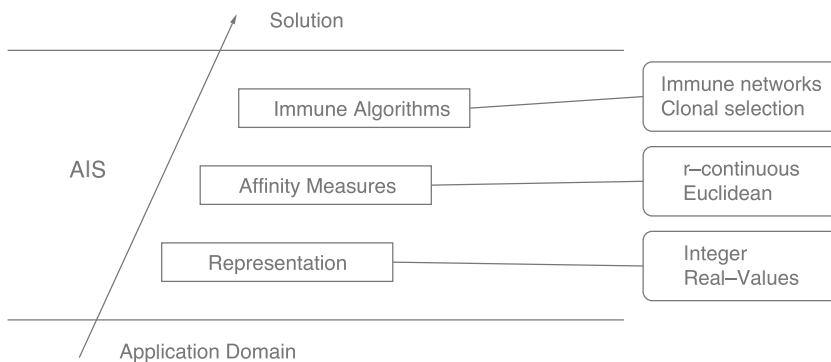 Solution
Immune Algorithms
Immune networks
Clonal selection
AIS
Affinity Measures
r–continuous
Euclidean
Representation
Integer
Real–Values
Application Domain